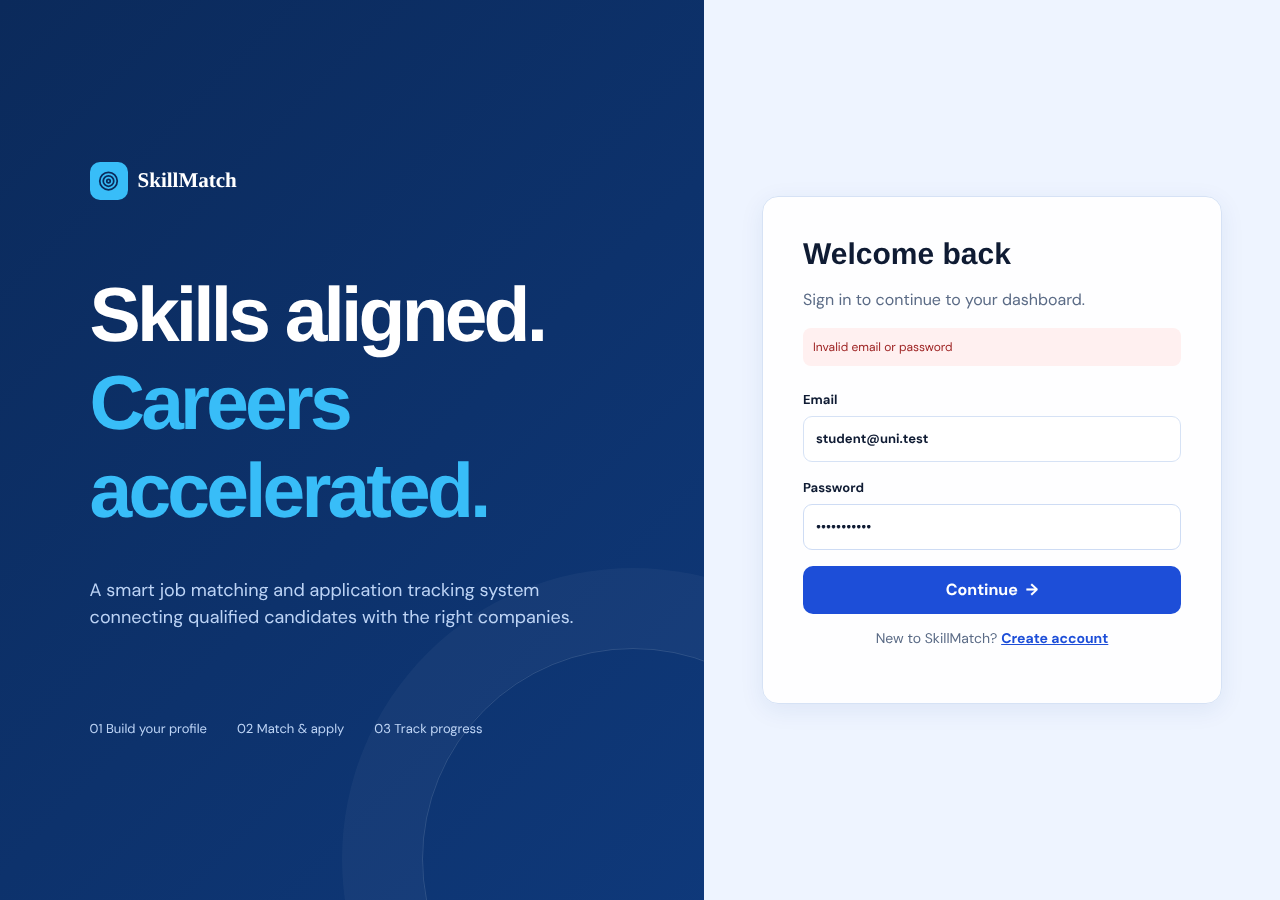 SkillMatch
Skills aligned.
Careers
accelerated.
A smart job matching and application tracking system
connecting qualified candidates with the right companies.
01 Build your profile 02 Match & apply 03 Track progress
Welcome back
Sign in to continue to your dashboard.
Invalid email or password
Email
student@uni.test
Password
•••••••••••
Continue →
New to SkillMatch? Create account